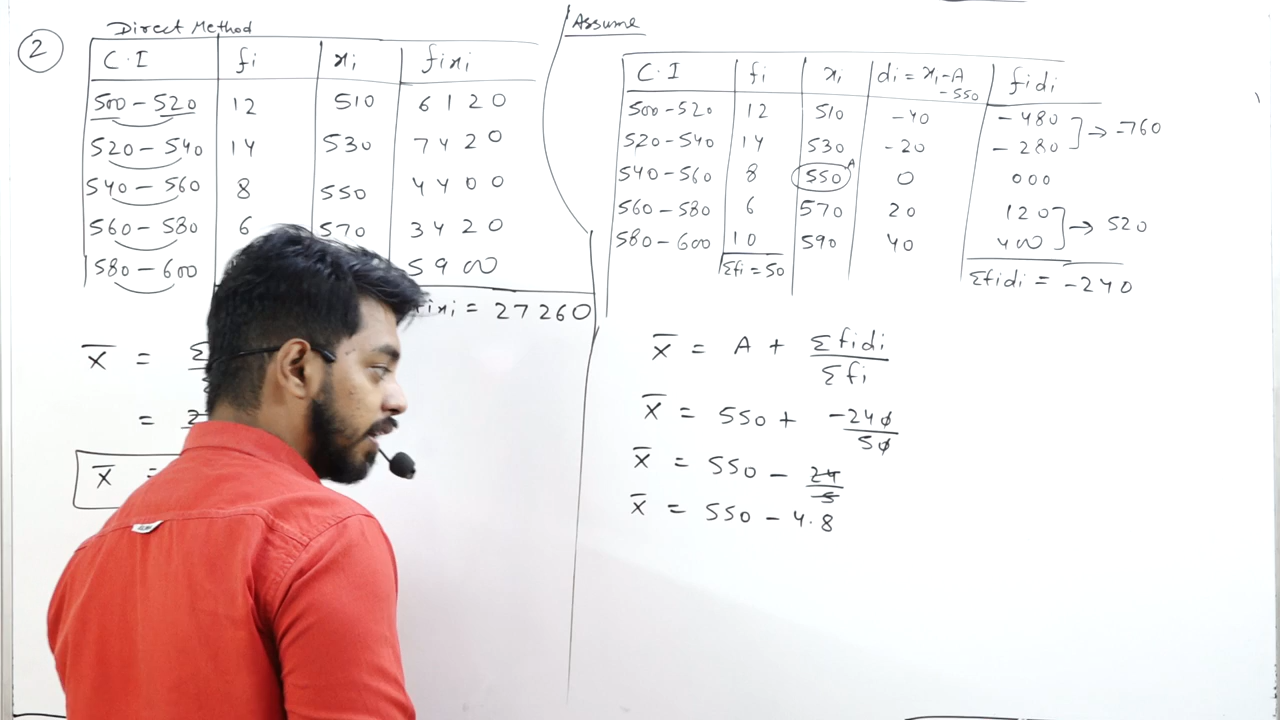 2
Direct Method
C.I fi xi fixi
500-520 12 510 6120
520-540 14 530 7420
540-560 8 550 4400
560-580 6 570 3420
580-600 5900
fixi = 27260
x̄ = Σ
=
x̄ =
Assume
C.I fi xi di = xi-A fidi
-550
500-520 12 510 -40 -480
520-540 14 530 -20 -280
→ -760
540-560 8 550 A 0 000
560-580 6 570 20 120
580-600 10 590 40 400
→ 520
Σfi = 50
Σfidi = -240
x̄ = A + Σfidi / Σfi
x̄ = 550 + -240 / 50
x̄ = 550 - 24 / 5
x̄ = 550 - 4.8